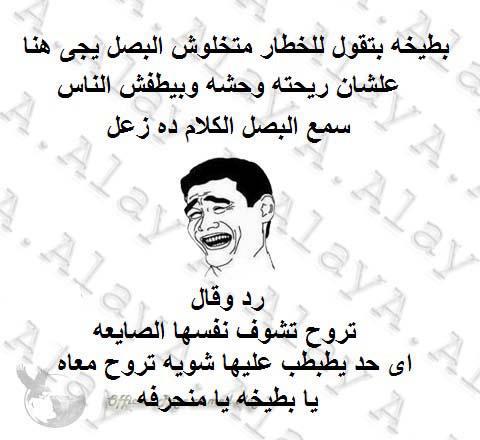 بطيخه بتقول للخطار متخلوش البصل يجى هنا
علشان ريحته وحشه وبيطفش الناس
سمع البصل الكلام ده زعل
رد وقال
تروح تشوف نفسها الصايعه
اى حد يطبطب عليها شويه تروح معاه
يا بطيخه يا منحرفه
A.Alaya